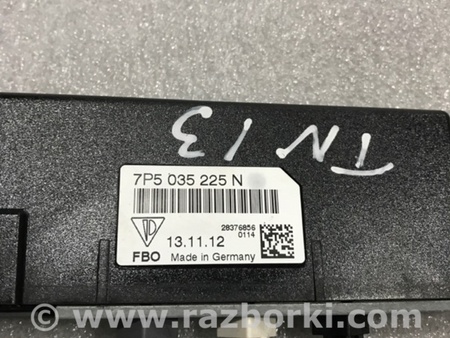 TN 13
7P5 035 225 N
28376856
0114
13.11.12
FBO Made in Germany
www.razborki.com